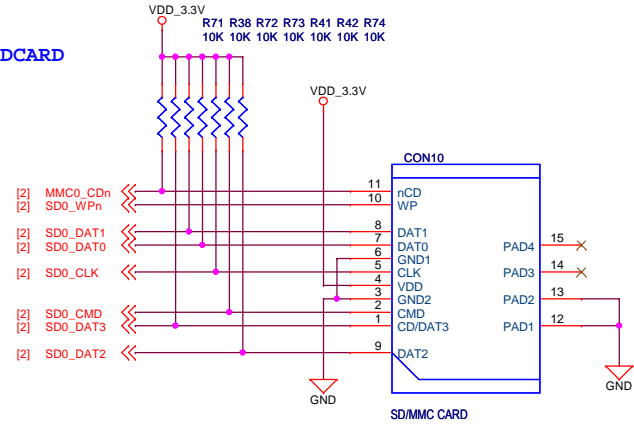 VDD_3.3V
R71 R38 R72 R73 R41 R42 R74
10K 10K 10K 10K 10K 10K 10K
DCARD
VDD_3.3V
CON10
[2] MMC0_CDn 11 nCD
[2] SD0_WPn 10 WP
[2] SD0_DAT1 8 DAT1
[2] SD0_DAT0 7 DAT0 PAD4 15
6 GND1
[2] SD0_CLK 5 CLK PAD3 14
4 VDD
3 GND2 PAD2 13
[2] SD0_CMD 2 CMD
[2] SD0_DAT3 1 CD/DAT3 PAD1 12
[2] SD0_DAT2 9 DAT2
GND
GND
SD/MMC CARD